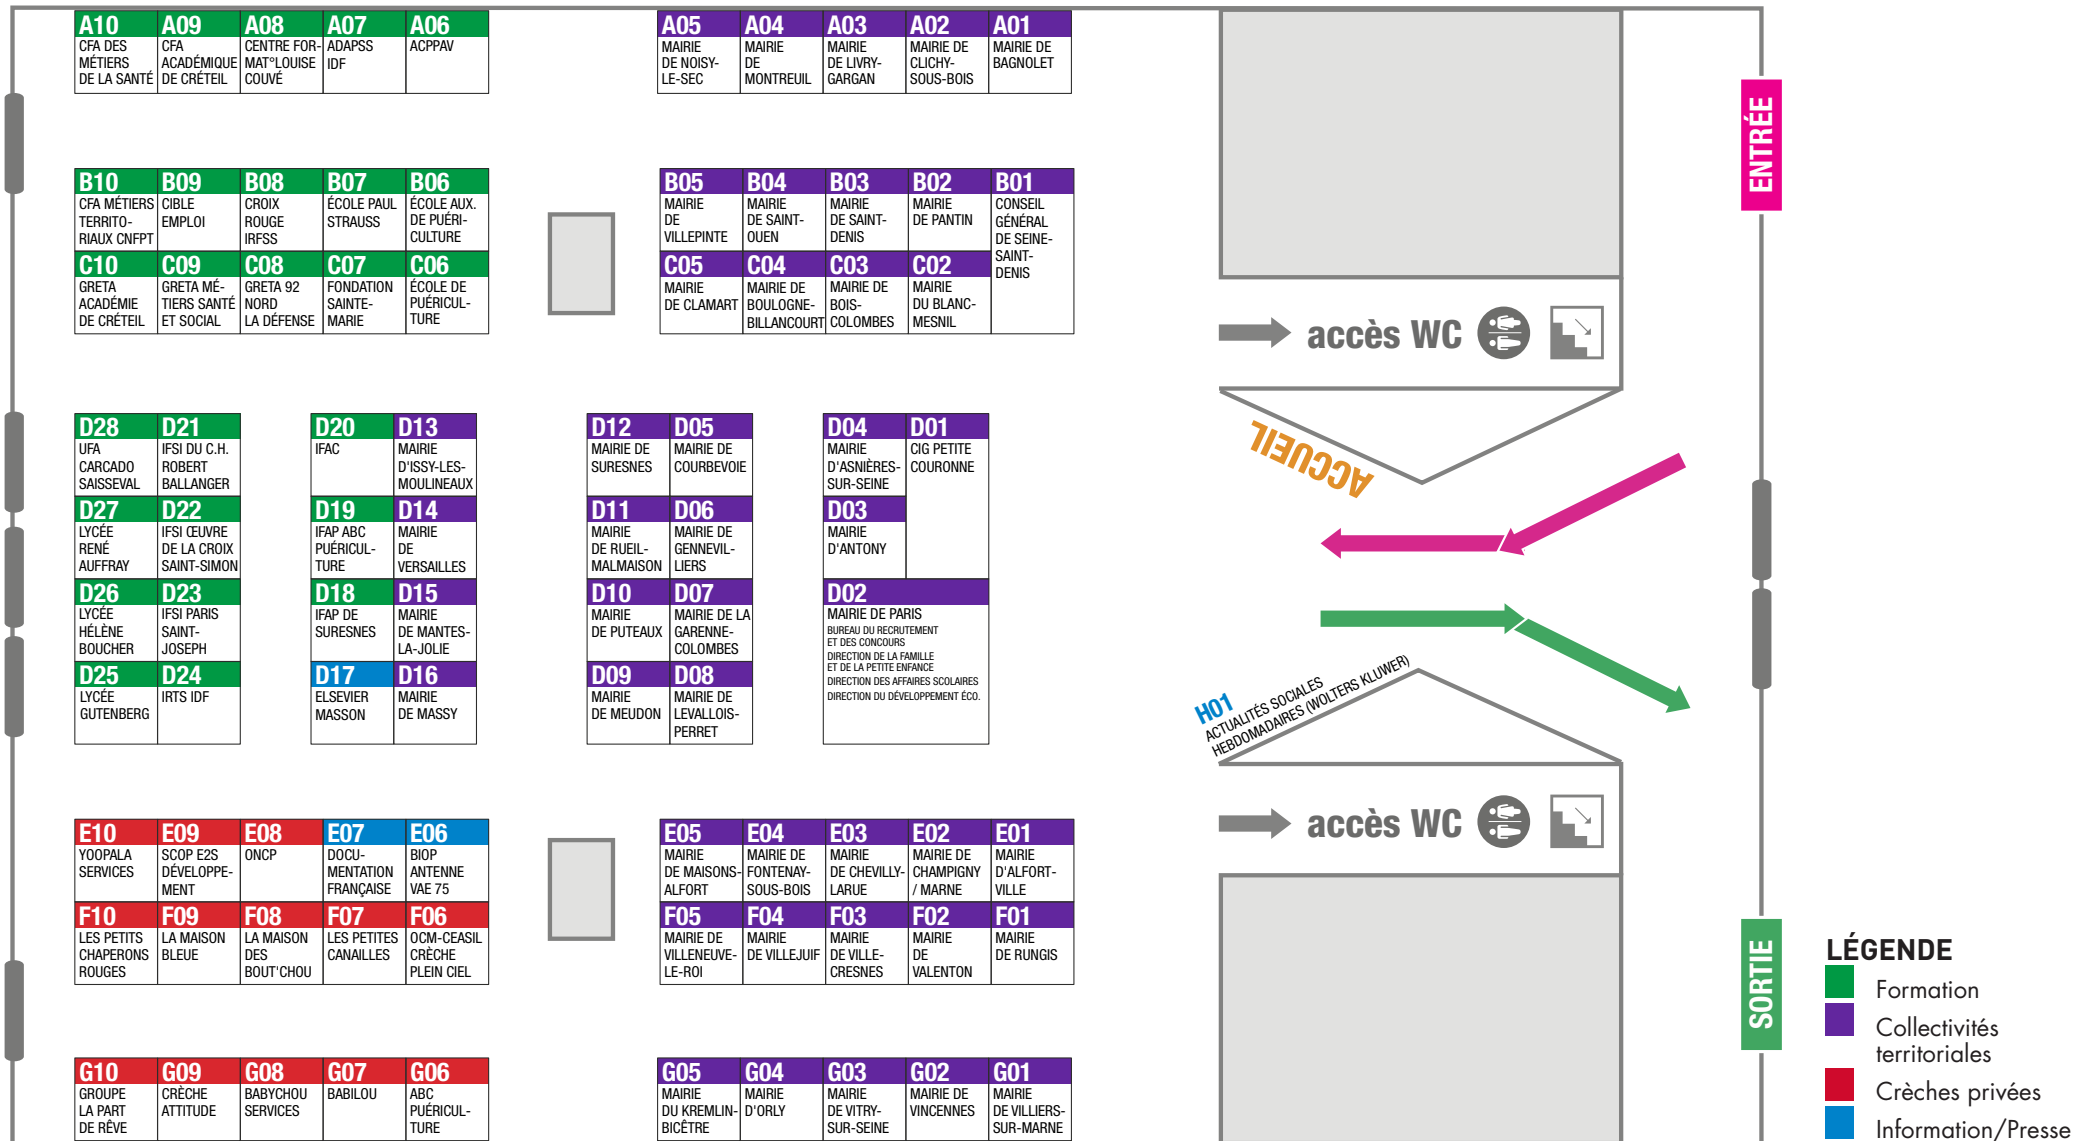 A10
CFA DES
MÉTIERS
DE LA SANTÉ
A09
CFA
ACADÉMIQUE
DE CRÉTEIL
A08
CENTRE FOR-
MAT°LOUISE
COUVÉ
A07
ADAPSS
IDF
A06
ACPPAV
A05
MAIRIE
DE NOISY-
LE-SEC
A04
MAIRIE
DE
MONTREUIL
A03
MAIRIE
DE LIVRY-
GARGAN
A02
MAIRIE DE
CLICHY-
SOUS-BOIS
A01
MAIRIE DE
BAGNOLET
ENTRÉE
B10
CFA MÉTIERS
TERRITO-
RIAUX CNFPT
B09
CIBLE
EMPLOI
B08
CROIX
ROUGE
IRFSS
B07
ÉCOLE PAUL
STRAUSS
B06
ÉCOLE AUX.
DE PUÉRI-
CULTURE
B05
MAIRIE
DE
VILLEPINTE
B04
MAIRIE
DE SAINT-
OUEN
B03
MAIRIE
DE SAINT-
DENIS
B02
MAIRIE
DE PANTIN
B01
CONSEIL
GÉNÉRAL
DE SEINE-
SAINT-
DENIS
C10
GRETA
ACADÉMIE
DE CRÉTEIL
C09
GRETA MÉ-
TIERS SANTÉ
ET SOCIAL
C08
GRETA 92
NORD
LA DÉFENSE
C07
FONDATION
SAINTE-
MARIE
C06
ÉCOLE DE
PUÉRICUL-
TURE
C05
MAIRIE
DE CLAMART
C04
MAIRIE DE
BOULOGNE-
BILLANCOURT
C03
MAIRIE DE
BOIS-
COLOMBES
C02
MAIRIE
DU BLANC-
MESNIL
accès WC
ACCUEIL
D28
UFA
CARCADO
SAISSEVAL
D21
IFSI DU C.H.
ROBERT
BALLANGER
D20
IFAC
D13
MAIRIE
D'ISSY-LES-
MOULINEAUX
D12
MAIRIE DE
SURESNES
D05
MAIRIE DE
COURBEVOIE
D04
MAIRIE
D'ASNIÈRES-
SUR-SEINE
D01
CIG PETITE
COURONNE
D27
LYCÉE
RENÉ
AUFFRAY
D22
IFSI ŒUVRE
DE LA CROIX
SAINT-SIMON
D19
IFAP ABC
PUÉRICUL-
TURE
D14
MAIRIE
DE
VERSAILLES
D11
MAIRIE
DE RUEIL-
MALMAISON
D06
MAIRIE DE
GENNEVIL-
LIERS
D03
MAIRIE
D'ANTONY
D26
LYCÉE
HÉLÈNE
BOUCHER
D23
IFSI PARIS
SAINT-
JOSEPH
D18
IFAP DE
SURESNES
D15
MAIRIE
DE MANTES-
LA-JOLIE
D10
MAIRIE
DE PUTEAUX
D07
MAIRIE DE LA
GARENNE-
COLOMBES
D02
MAIRIE DE PARIS
BUREAU DU RECRUTEMENT
ET DES CONCOURS
DIRECTION DE LA FAMILLE
ET DE LA PETITE ENFANCE
DIRECTION DES AFFAIRES SCOLAIRES
DIRECTION DU DÉVELOPPEMENT ÉCO.
D25
LYCÉE
GUTENBERG
D24
IRTS IDF
D17
ELSEVIER
MASSON
D16
MAIRIE
DE MASSY
D09
MAIRIE
DE MEUDON
D08
MAIRIE DE
LEVALLOIS-
PERRET
H01
ACTUALITÉS SOCIALES
HEBDOMADAIRES (WOLTERS KLUWER)
accès WC
E10
YOOPALA
SERVICES
E09
SCOP E2S
DÉVELOPPE-
MENT
E08
ONCP
E07
DOCU-
MENTATION
FRANÇAISE
E06
BIOP
ANTENNE
VAE 75
E05
MAIRIE
DE MAISONS-
ALFORT
E04
MAIRIE DE
FONTENAY-
SOUS-BOIS
E03
MAIRIE
DE CHEVILLY-
LARUE
E02
MAIRIE DE
CHAMPIGNY
/ MARNE
E01
MAIRIE
D'ALFORT-
VILLE
F10
LES PETITS
CHAPERONS
ROUGES
F09
LA MAISON
BLEUE
F08
LA MAISON
DES
BOUT'CHOU
F07
LES PETITES
CANAILLES
F06
OCM-CEASIL
CRÈCHE
PLEIN CIEL
F05
MAIRIE DE
VILLENEUVE-
LE-ROI
F04
MAIRIE
DE VILLEJUIF
F03
MAIRIE
DE VILLE-
CRESNES
F02
MAIRIE
DE
VALENTON
F01
MAIRIE
DE RUNGIS
SORTIE
G10
GROUPE
LA PART
DE RÊVE
G09
CRÈCHE
ATTITUDE
G08
BABYCHOU
SERVICES
G07
BABILOU
G06
ABC
PUÉRICUL-
TURE
G05
MAIRIE
DU KREMLIN-
BICÊTRE
G04
MAIRIE
D'ORLY
G03
MAIRIE
DE VITRY-
SUR-SEINE
G02
MAIRIE DE
VINCENNES
G01
MAIRIE
DE VILLIERS-
SUR-MARNE
LÉGENDE
Formation
Collectivités
territoriales
Crèches privées
Information/Presse